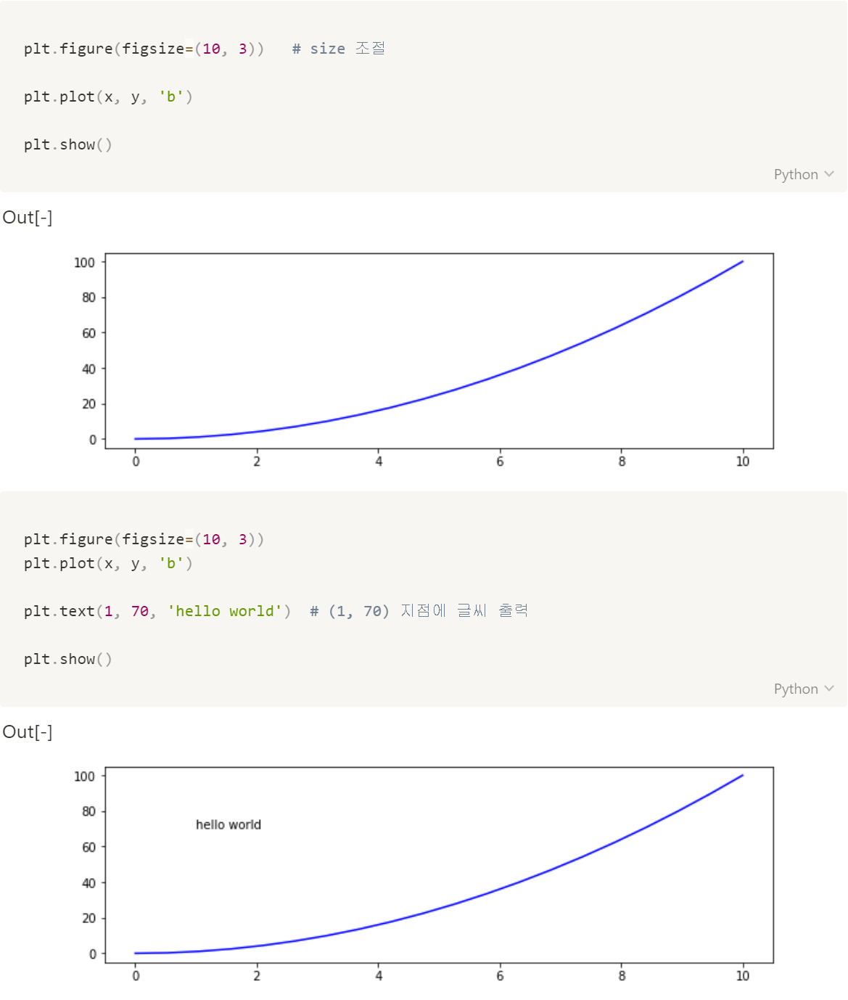 plt.figure(figsize=(10, 3))   # size 조절
plt.plot(x, y, 'b')
plt.show()
Python
Out[-]
100
80
60
40
20
0
0 2 4 6 8 10
plt.figure(figsize=(10, 3))
plt.plot(x, y, 'b')
plt.text(1, 70, 'hello world')  # (1, 70) 지점에 글씨 출력
plt.show()
Python
Out[-]
100
80
hello world
60
40
20
0
0 2 4 6 8 10